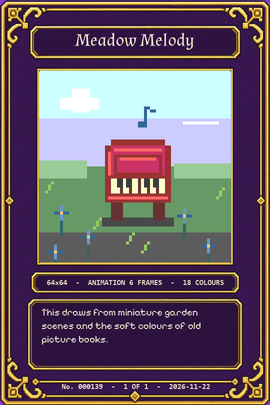 Meadow Melody
64x64 - ANIMATION 6 FRAMES - 18 COLOURS
This draws from miniature garden
scenes and the soft colours of old
picture books.
No. 000139 - 1 OF 1 - 2026-11-22